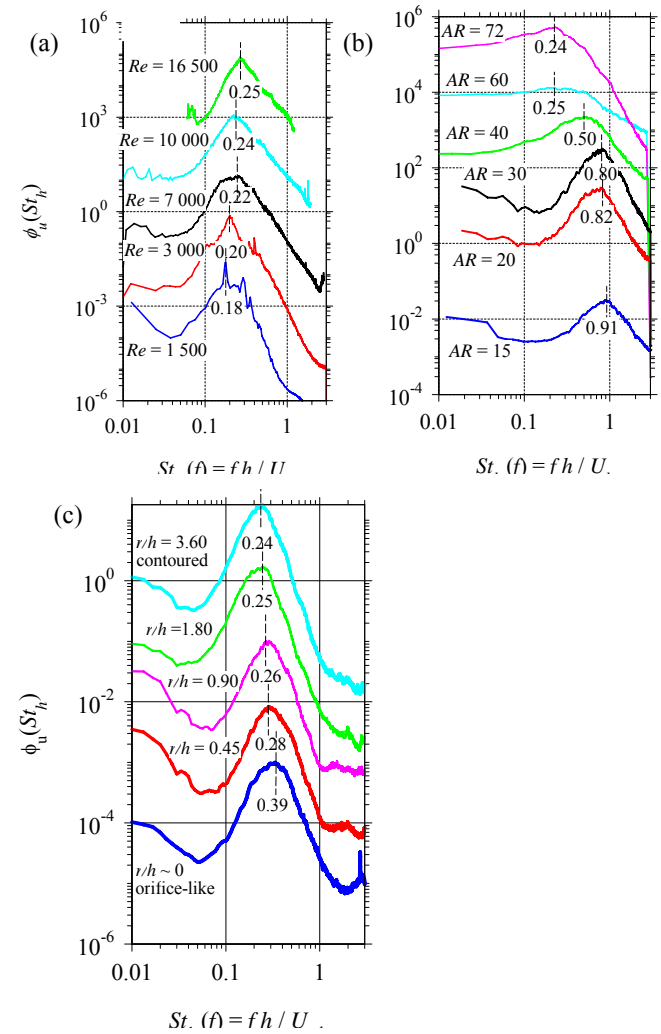 (a)
10^6
Re = 16 500
0.25
10^3
Re = 10 000
0.24
Re = 7 000
0.22
10^0
Re = 3 000
0.20
10^-3
0.18
Re = 1 500
10^-6
0.01
0.1
1
ϕu(Sth)
(f) = f h / U
(b)
10^6
AR = 72
0.24
AR = 60
10^4
0.25
AR = 40
0.50
10^2
AR = 30
0.80
10^0
AR = 20
0.82
10^-2
0.91
AR = 15
10^-4
0.01
0.1
1
(f) = f h / U
(c)
r/h = 3.60
contoured
0.24
10^0
0.25
r/h =1.80
r/h = 0.90
0.26
10^-2
r/h = 0.45
0.28
0.39
10^-4
r/h ~ 0
orifice-like
10^-6
0.01
0.1
1
ϕu(Sth)
(f) = f h / U